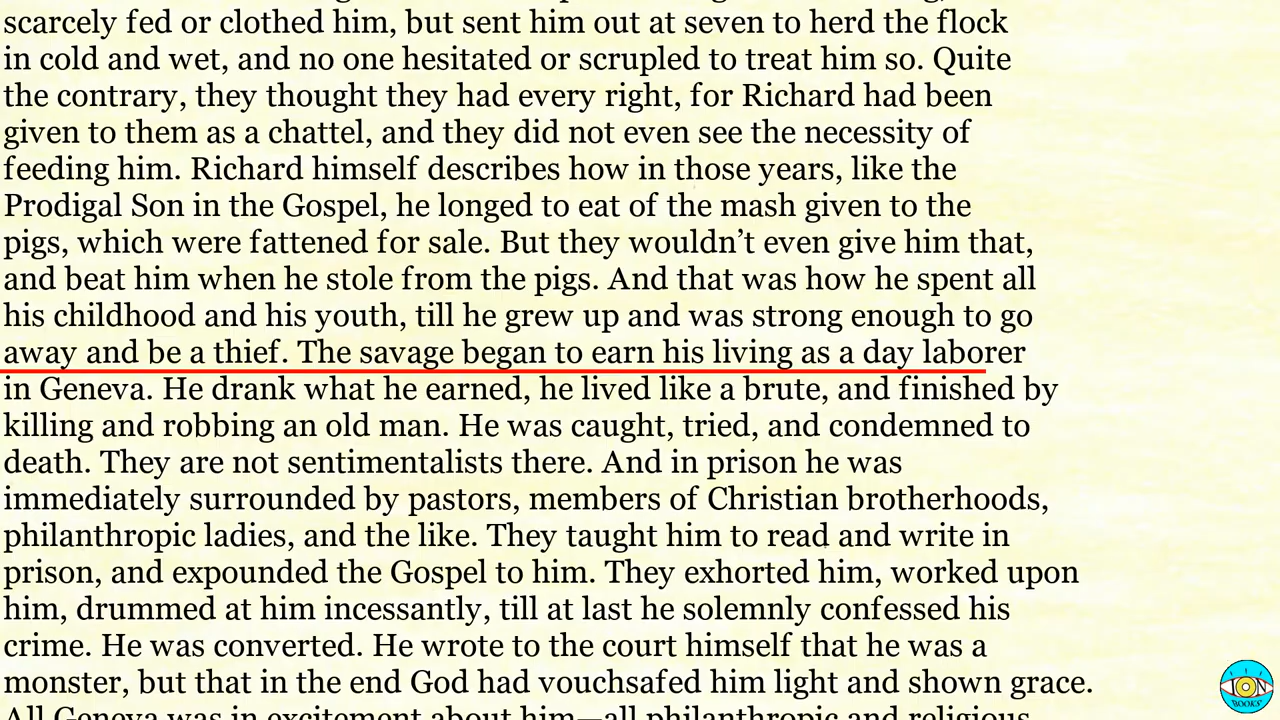 scarcely fed or clothed him, but sent him out at seven to herd the flock
in cold and wet, and no one hesitated or scrupled to treat him so. Quite
the contrary, they thought they had every right, for Richard had been
given to them as a chattel, and they did not even see the necessity of
feeding him. Richard himself describes how in those years, like the
Prodigal Son in the Gospel, he longed to eat of the mash given to the
pigs, which were fattened for sale. But they wouldn’t even give him that,
and beat him when he stole from the pigs. And that was how he spent all
his childhood and his youth, till he grew up and was strong enough to go
away and be a thief. The savage began to earn his living as a day laborer
in Geneva. He drank what he earned, he lived like a brute, and finished by
killing and robbing an old man. He was caught, tried, and condemned to
death. They are not sentimentalists there. And in prison he was
immediately surrounded by pastors, members of Christian brotherhoods,
philanthropic ladies, and the like. They taught him to read and write in
prison, and expounded the Gospel to him. They exhorted him, worked upon
him, drummed at him incessantly, till at last he solemnly confessed his
crime. He was converted. He wrote to the court himself that he was a
monster, but that in the end God had vouchsafed him light and shown grace.
All Geneva was in excitement about him—all philanthropic and religious
ION
BOOKS